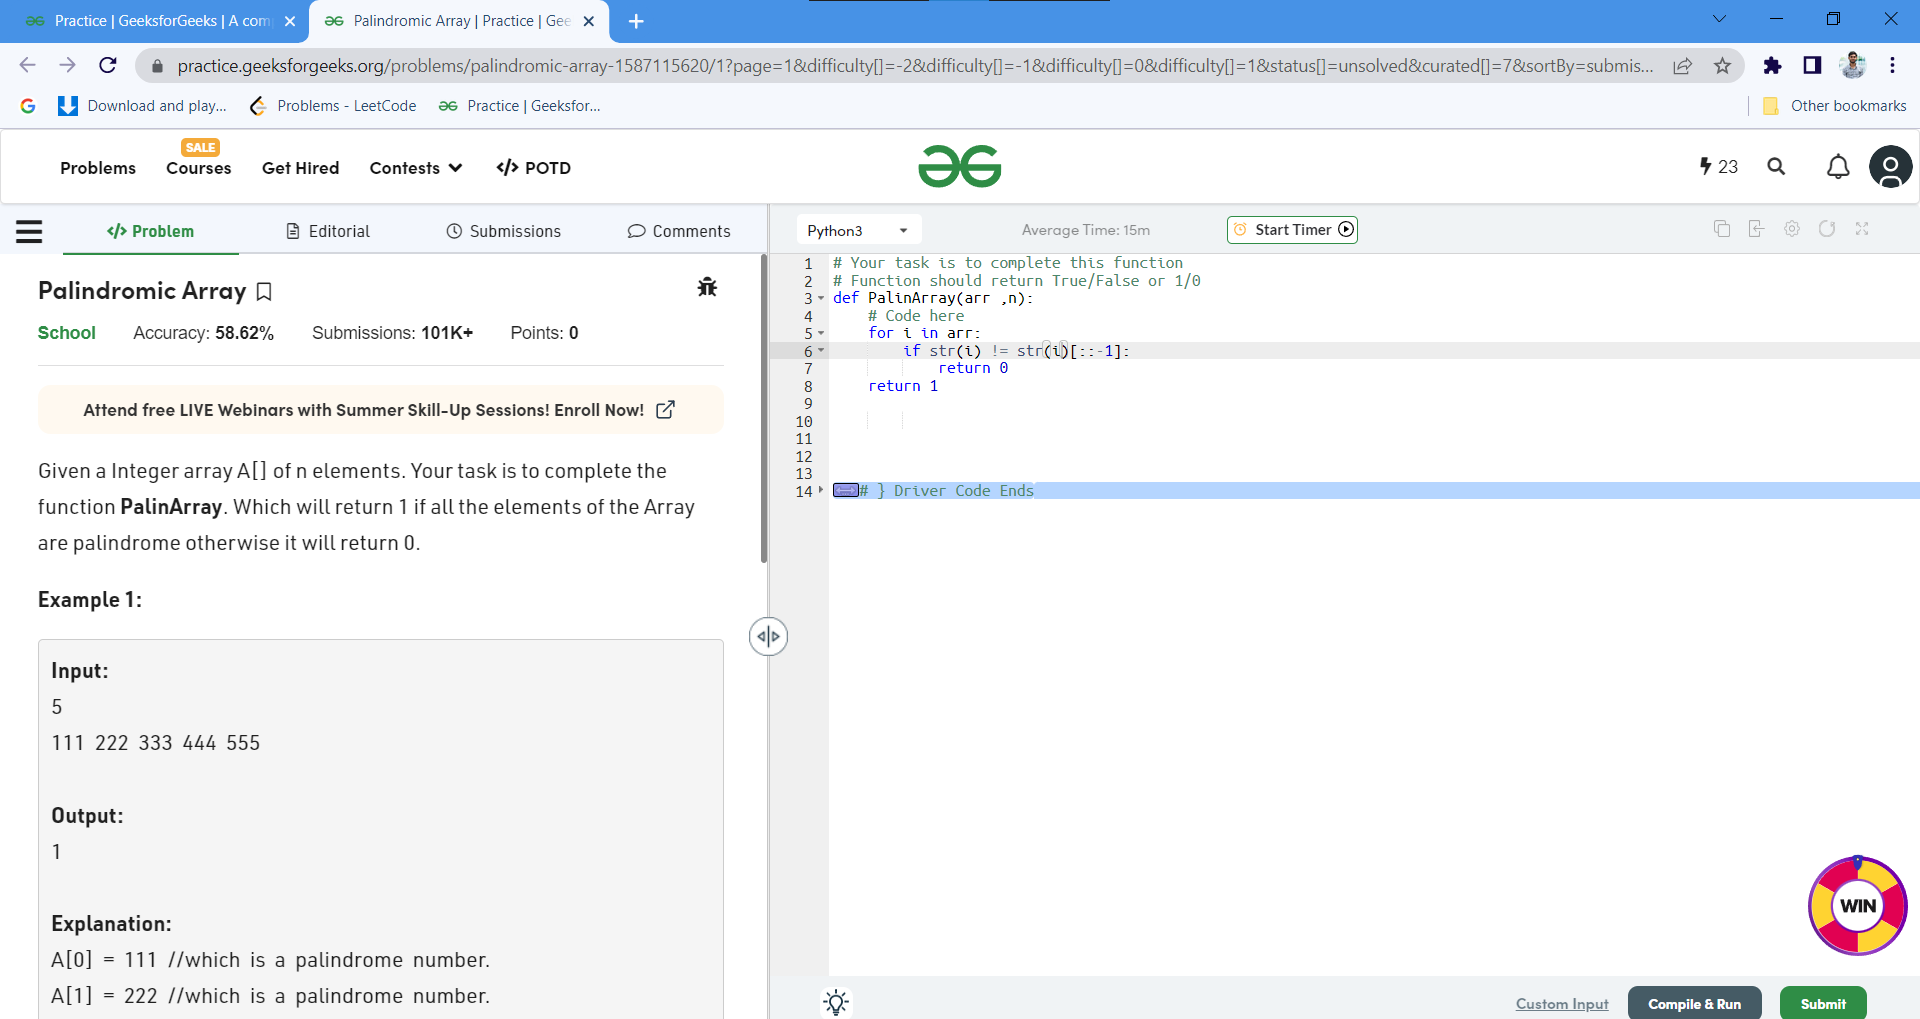 Practice | GeeksforGeeks | A com
Palindromic Array | Practice | Gee
practice.geeksforgeeks.org/problems/palindromic-array-1587115620/1?page=1&difficulty[]=-2&difficulty[]=-1&difficulty[]=0&difficulty[]=1&status[]=unsolved&curated[]=7&sortBy=submis...
Download and play...
Problems - LeetCode
Practice | Geeksfor...
Other bookmarks
SALE
Problems
Courses
Get Hired
Contests
</> POTD
23
</> Problem
Editorial
Submissions
Comments
Python3
Average Time: 15m
Start Timer
Palindromic Array
School
Accuracy: 58.62%
Submissions: 101K+
Points: 0
Attend free LIVE Webinars with Summer Skill-Up Sessions! Enroll Now!
Given a Integer array A[] of n elements. Your task is to complete the
function PalinArray. Which will return 1 if all the elements of the Array
are palindrome otherwise it will return 0.
Example 1:
Input:
5
111 222 333 444 555
Output:
1
Explanation:
A[0] = 111 //which is a palindrome number.
A[1] = 222 //which is a palindrome number.
1 # Your task is to complete this function
2 # Function should return True/False or 1/0
3 def PalinArray(arr ,n):
4 # Code here
5 for i in arr:
6 if str(i) != str(i)[::-1]:
7 return 0
8 return 1
9
10
11
12
13
14 # } Driver Code Ends
WIN
Custom Input
Compile & Run
Submit